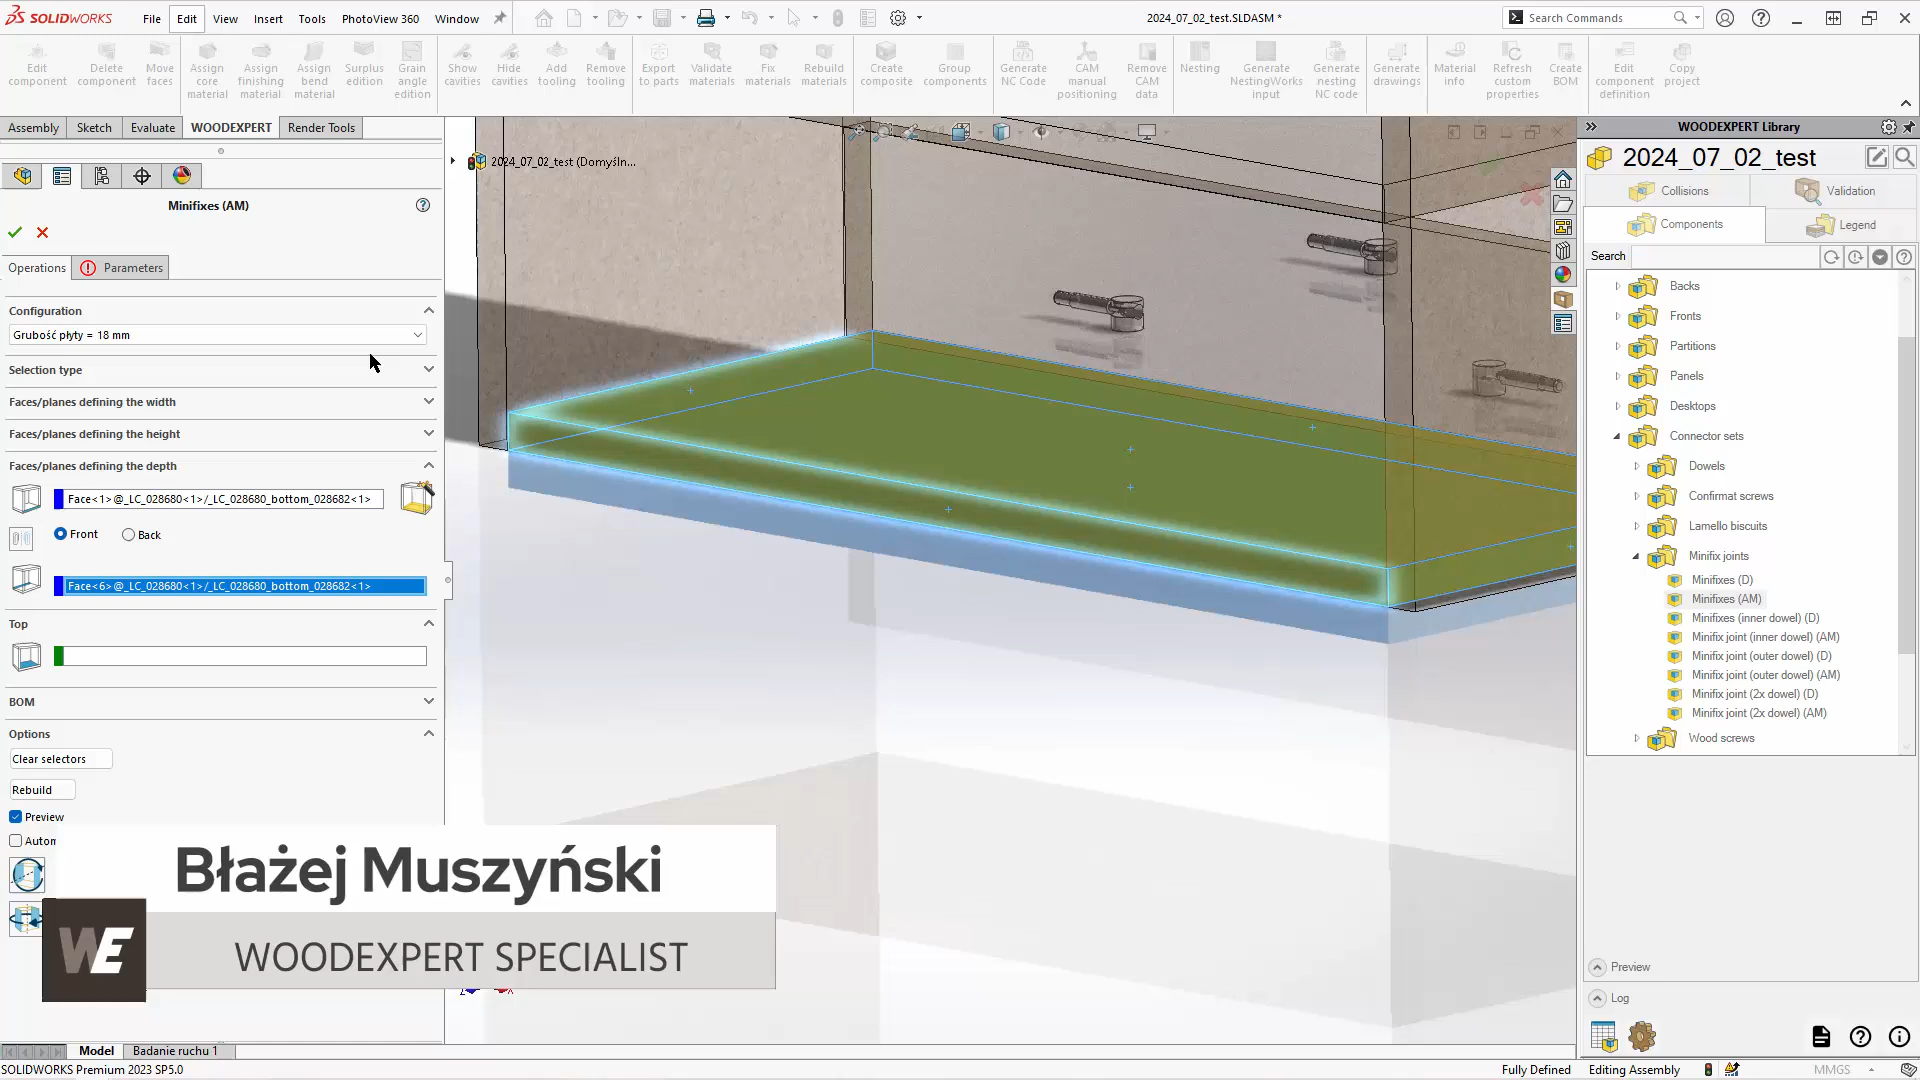 SOLIDWORKS
File Edit View Insert Tools PhotoView 360 Window
2024_07_02_test.SLDASM *
Search Commands
Edit component
Delete component
Move faces
Assign core material
Assign finishing material
Assign bend material
Surplus edition
Grain angle edition
Show cavities
Hide cavities
Add tooling
Remove tooling
Export to parts
Validate materials
Fix materials
Rebuild materials
Create composite
Group components
Generate NC Code
CAM manual positioning
Remove CAM data
Nesting
Generate NestingWorks input
Generate nesting NC code
Generate drawings
Material info
Refresh custom properties
Create BOM
Edit component definition
Copy project
Assembly Sketch Evaluate WOODEXPERT Render Tools
Minifixes (AM)
Operations Parameters
Configuration
Grubość płyty = 18 mm
Selection type
Faces/planes defining the width
Faces/planes defining the height
Faces/planes defining the depth
Face<1>@_LC_028680<1>/_LC_028680_bottom_028682<1>
Front Back
Face<6>@_LC_028680<1>/_LC_028680_bottom_028682<1>
Top
BOM
Options
Clear selectors
Rebuild
Preview
Autom
2024_07_02_test (Domyśln...
Błażej Muszyński
WE
WOODEXPERT SPECIALIST
WOODEXPERT Library
2024_07_02_test
Collisions Validation
Components Legend
Search
Backs
Fronts
Partitions
Panels
Desktops
Connector sets
Dowels
Confirmat screws
Lamello biscuits
Minifix joints
Minifixes (D)
Minifixes (AM)
Minifixes (inner dowel) (D)
Minifix joint (inner dowel) (AM)
Minifix joint (outer dowel) (D)
Minifix joint (outer dowel) (AM)
Minifix joint (2x dowel) (D)
Minifix joint (2x dowel) (AM)
Wood screws
Preview
Log
Model Badanie ruchu 1
SOLIDWORKS Premium 2023 SP5.0
Fully Defined Editing Assembly MMGS